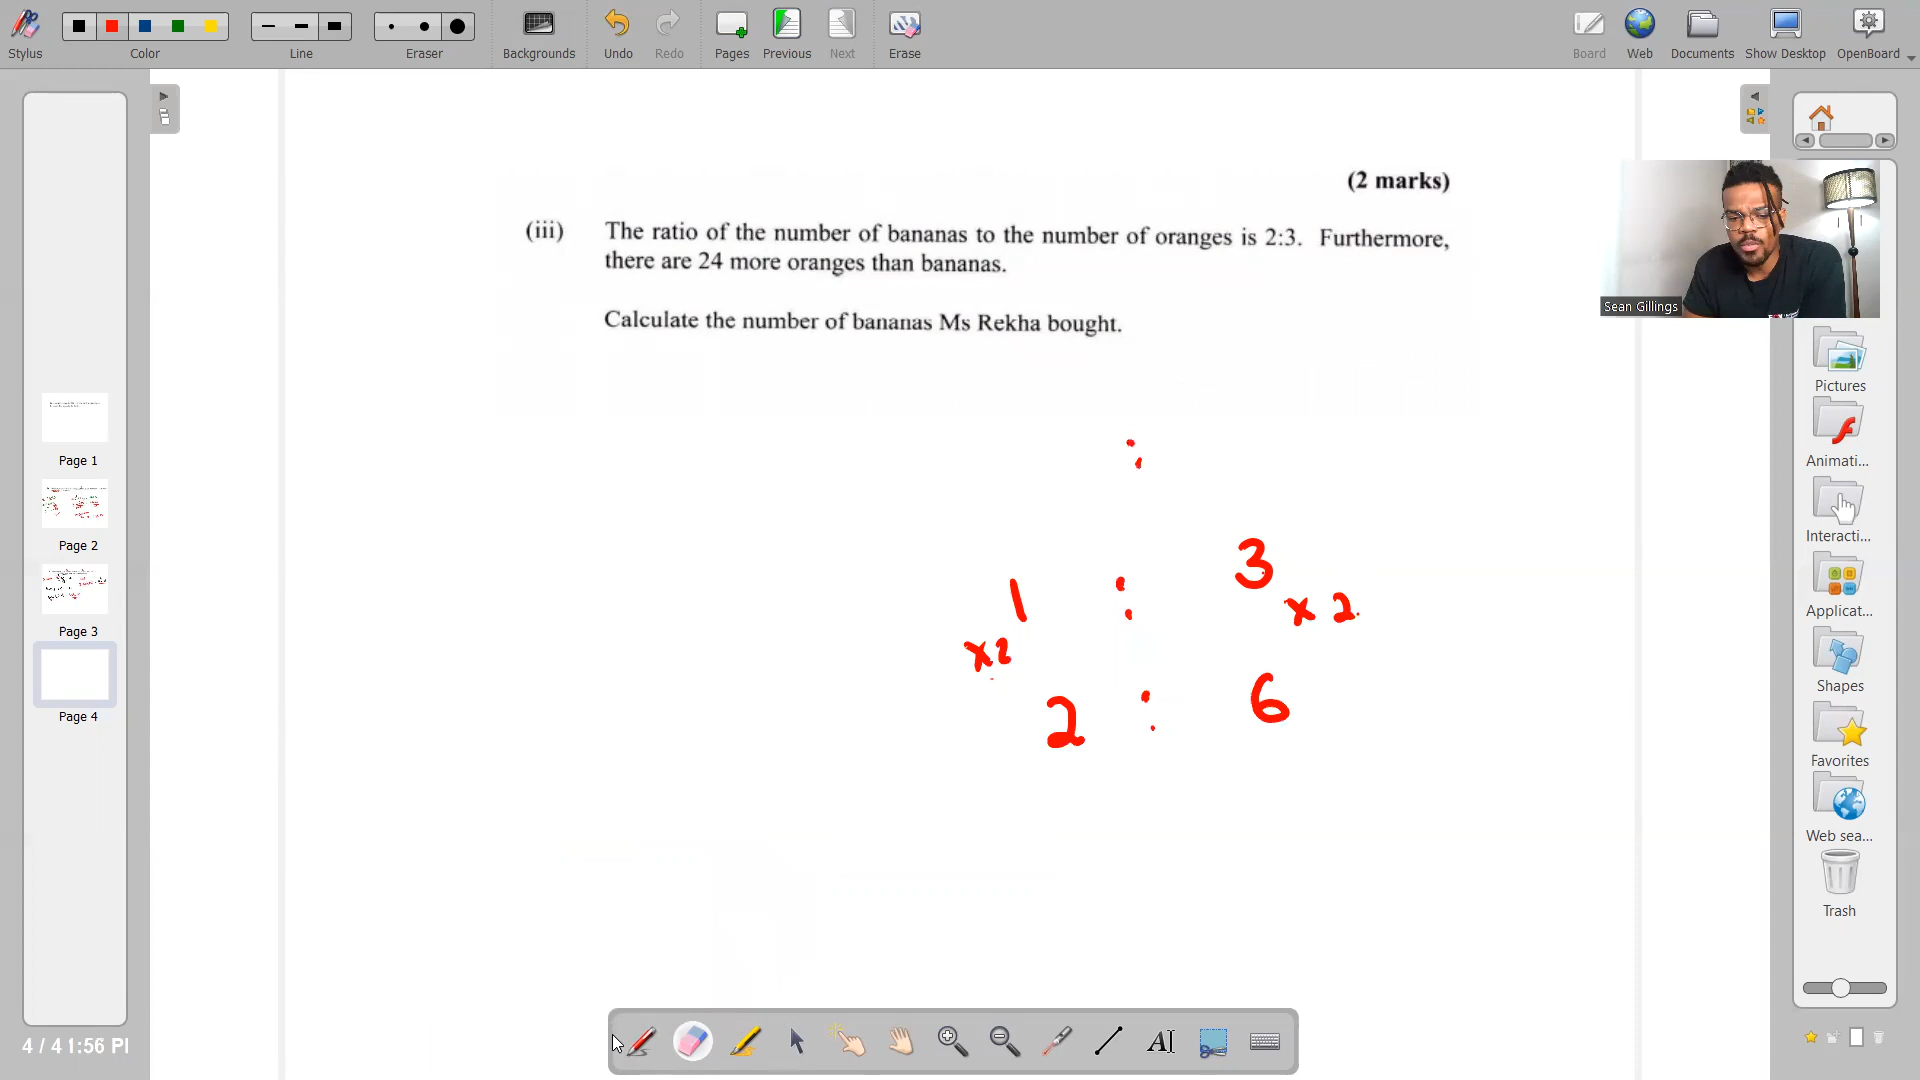 Stylus
Color
Line
Eraser
Backgrounds
Undo
Redo
Pages
Previous
Next
Erase
Board
Web
Documents
Show Desktop
OpenBoard
(2 marks)
(iii) The ratio of the number of bananas to the number of oranges is 2:3. Furthermore,
there are 24 more oranges than bananas.
Calculate the number of bananas Ms Rekha bought.
:
1 : 3
x2 x 2
2 : 6
Sean Gillings
Page 1
Page 2
Page 3
Page 4
4 / 4 1:56 P
Pictures
Animati...
Interacti...
Applicat...
Shapes
Favorites
Web sea...
Trash
AI